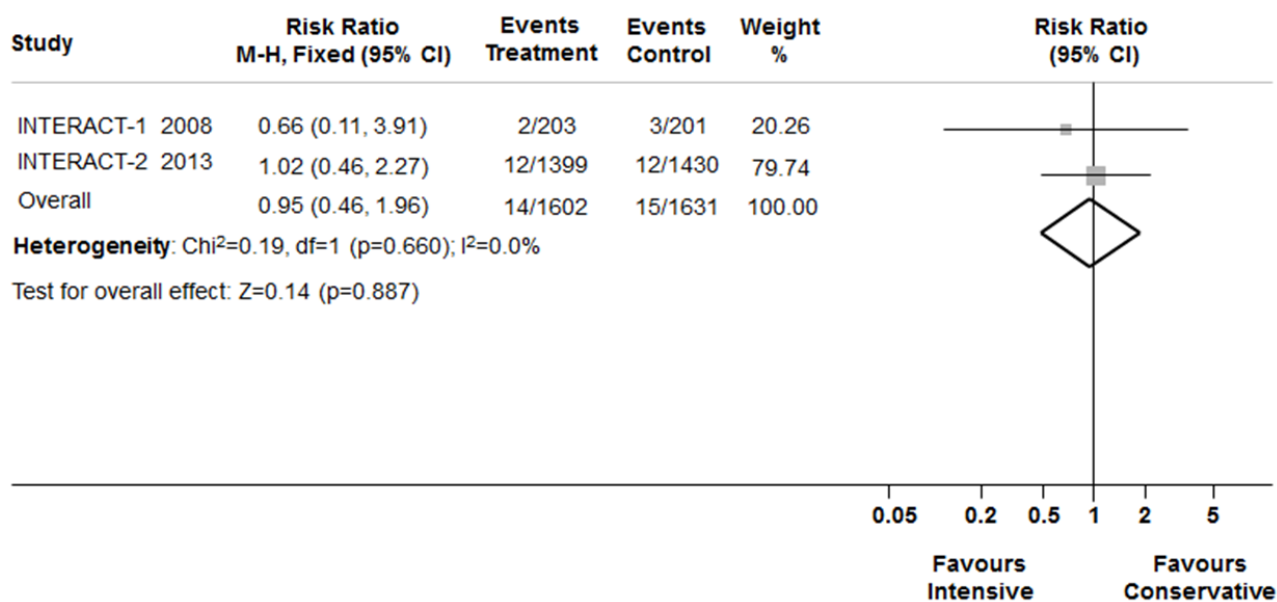 Study Risk Ratio M-H, Fixed (95% CI) Events Treatment Events Control Weight % Risk Ratio (95% CI)
INTERACT-1 2008 0.66 (0.11, 3.91) 2/203 3/201 20.26
INTERACT-2 2013 1.02 (0.46, 2.27) 12/1399 12/1430 79.74
Overall 0.95 (0.46, 1.96) 14/1602 15/1631 100.00
Heterogeneity: Chi²=0.19, df=1 (p=0.660); I²=0.0%
Test for overall effect: Z=0.14 (p=0.887)
0.05 0.2 0.5 1 2 5
Favours Intensive Favours Conservative